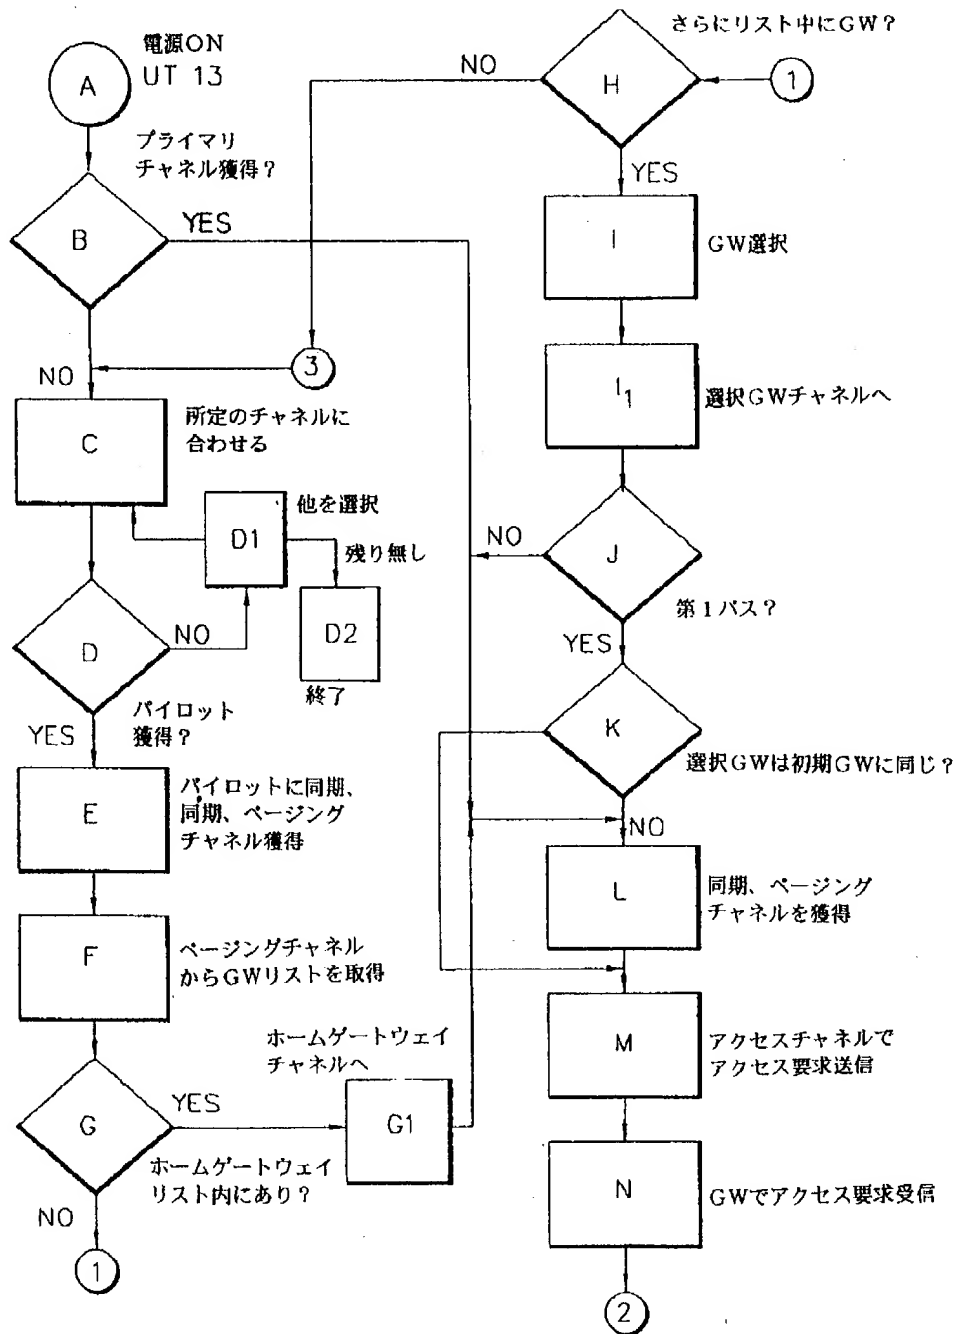 電源ON
UT 13
A
プライマリ
チャネル獲得?
B
YES
NO
3
C
所定のチャネルに
合わせる
D1
他を選択
残り無し
D2
終了
D
NO
YES
パイロット
獲得?
E
パイロットに同期、
同期、ページング
チャネル獲得
F
ページングチャネル
からGWリストを取得
G
YES
ホームゲートウェイ
チャネルへ
G1
ホームゲートウェイ
リスト内にあり?
NO
1
さらにリスト中にGW?
H
NO
1
YES
I
GW選択
I1
選択GWチャネルへ
J
NO
第1パス?
YES
K
選択GWは初期GWに同じ?
NO
L
同期、ページング
チャネルを獲得
M
アクセスチャネルで
アクセス要求送信
N
GWでアクセス要求受信
2